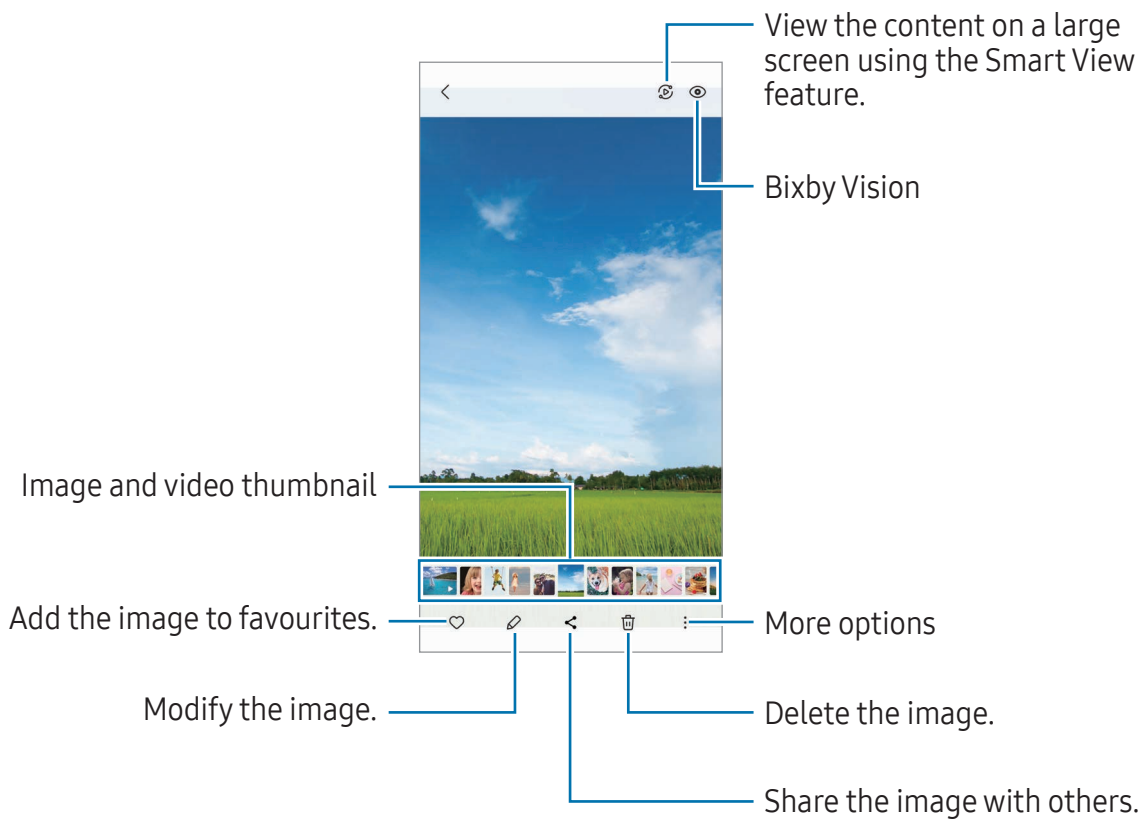 View the content on a large
screen using the Smart View
feature.
Bixby Vision
Image and video thumbnail
Add the image to favourites.
More options
Modify the image.
Delete the image.
Share the image with others.